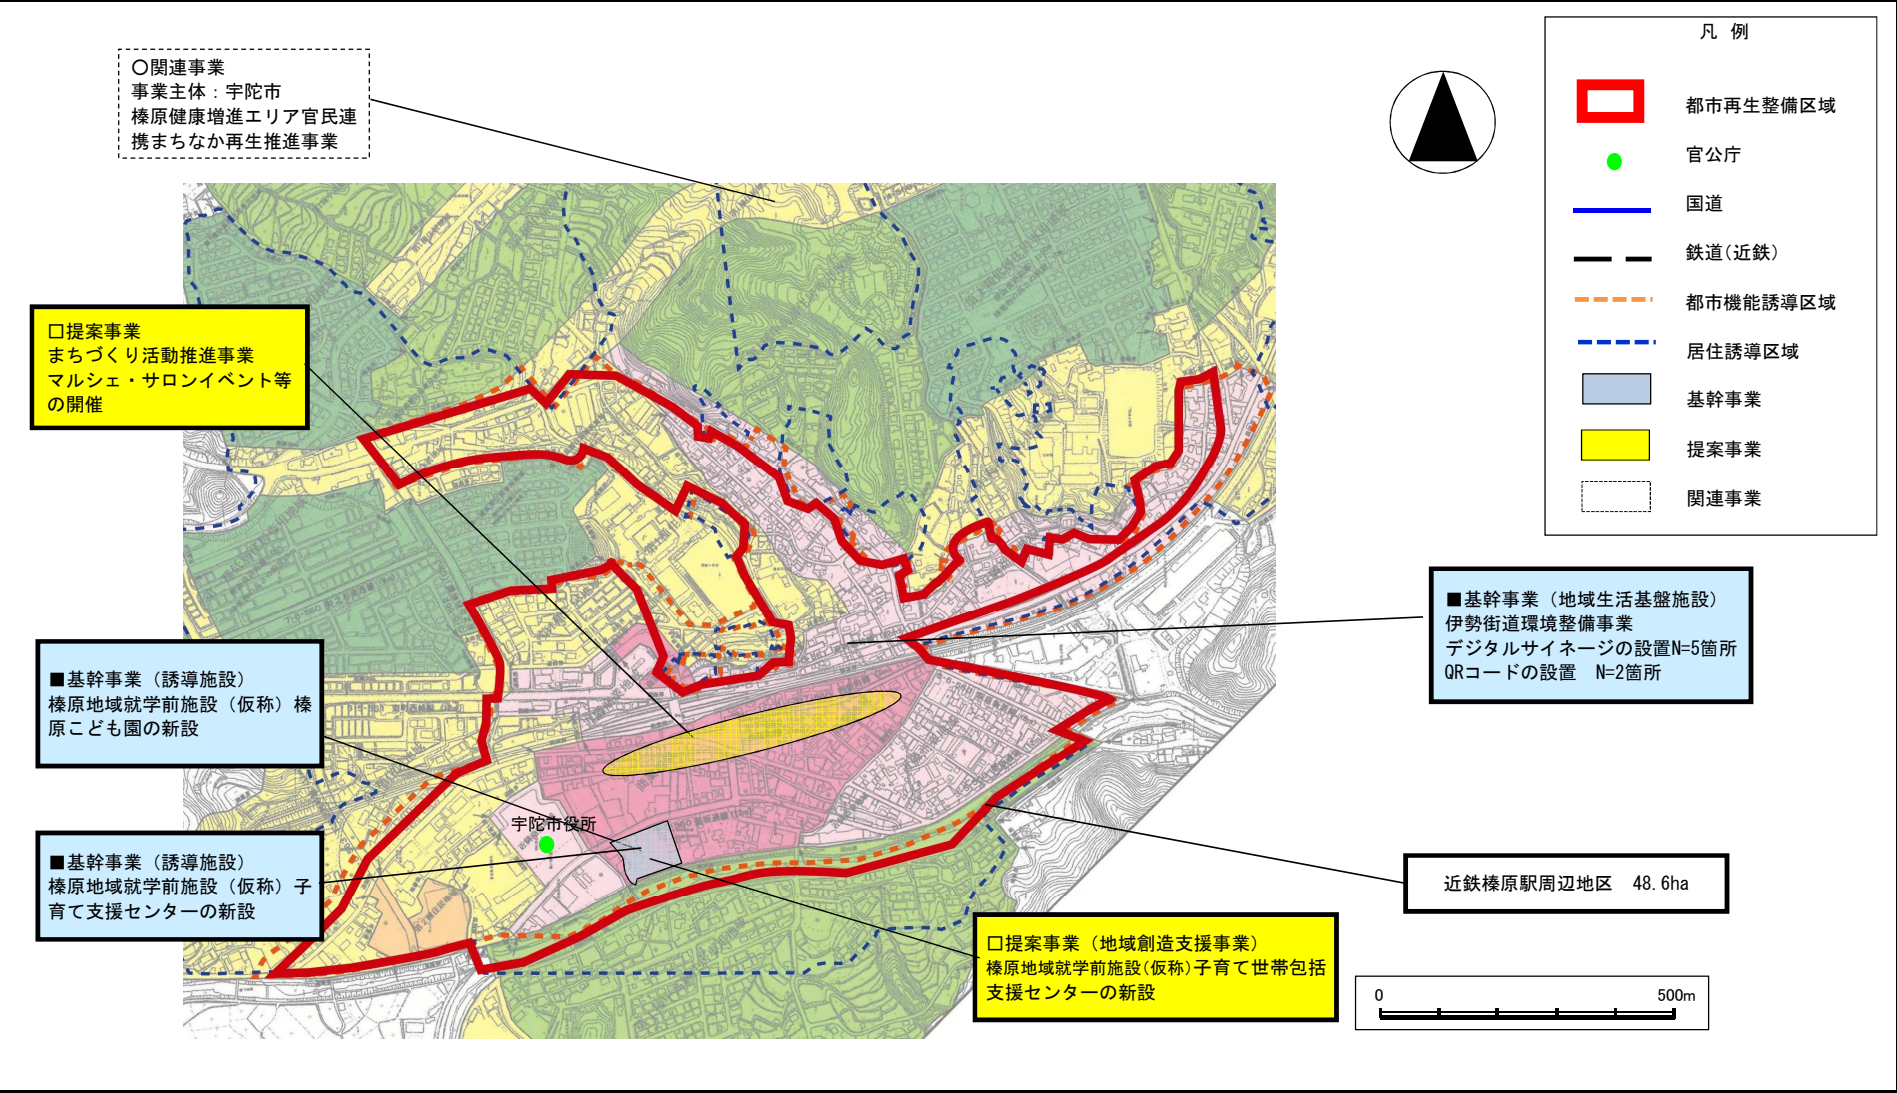 〇関連事業
事業主体：宇陀市
榛原健康増進エリア官民連
携まちなか再生推進事業
凡 例
都市再生整備区域
官公庁
国道
鉄道(近鉄)
都市機能誘導区域
居住誘導区域
基幹事業
提案事業
関連事業
□提案事業
まちづくり活動推進事業
マルシェ・サロンイベント等
の開催
■基幹事業（地域生活基盤施設）
伊勢街道環境整備事業
デジタルサイネージの設置N=5箇所
QRコードの設置　N=2箇所
■基幹事業（誘導施設）
榛原地域就学前施設（仮称）榛
原こども園の新設
宇陀市役所
■基幹事業（誘導施設）
榛原地域就学前施設（仮称）子
育て支援センターの新設
近鉄榛原駅周辺地区　48.6ha
□提案事業（地域創造支援事業）
榛原地域就学前施設(仮称)子育て世帯包括
支援センターの新設
0 500m